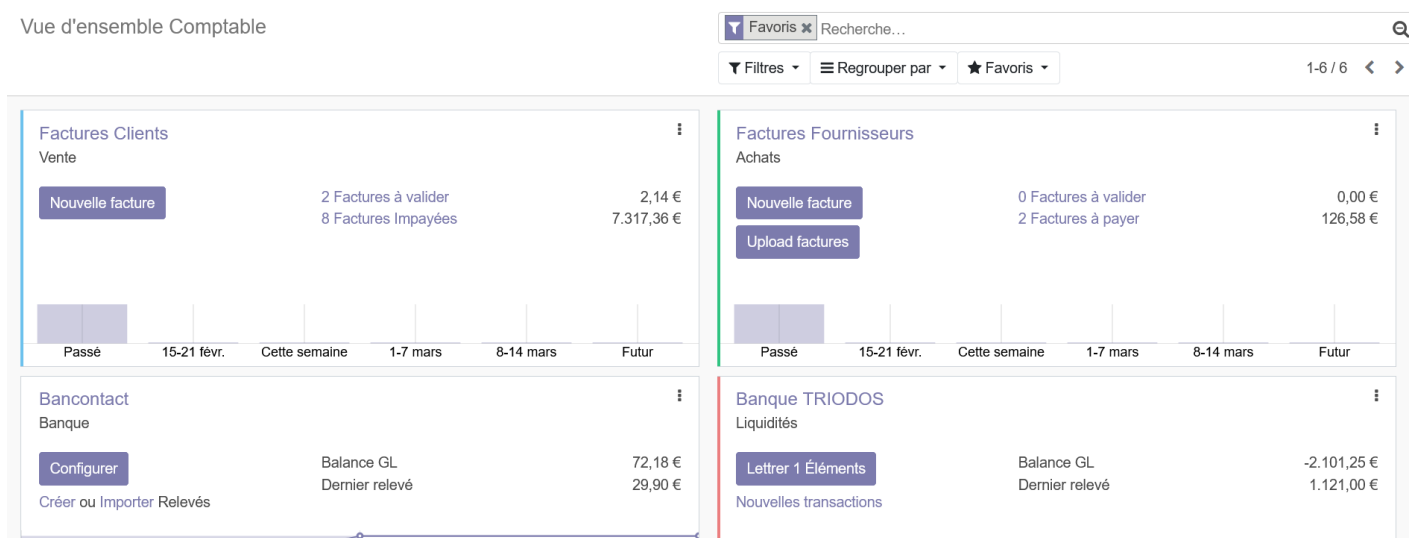 Vue d'ensemble Comptable
Favoris ✖ Recherche...
Filtres Regrouper par Favoris 1-6 / 6
Factures Clients
Vente
Nouvelle facture 2 Factures à valider 2,14 €
8 Factures Impayées 7.317,36 €
Passé 15-21 févr. Cette semaine 1-7 mars 8-14 mars Futur
Factures Fournisseurs
Achats
Nouvelle facture 0 Factures à valider 0,00 €
2 Factures à payer 126,58 €
Upload factures
Passé 15-21 févr. Cette semaine 1-7 mars 8-14 mars Futur
Bancontact
Banque
Configurer Balance GL 72,18 €
Dernier relevé 29,90 €
Créer ou Importer Relevés
Banque TRIODOS
Liquidités
Lettrer 1 Éléments Balance GL -2.101,25 €
Dernier relevé 1.121,00 €
Nouvelles transactions